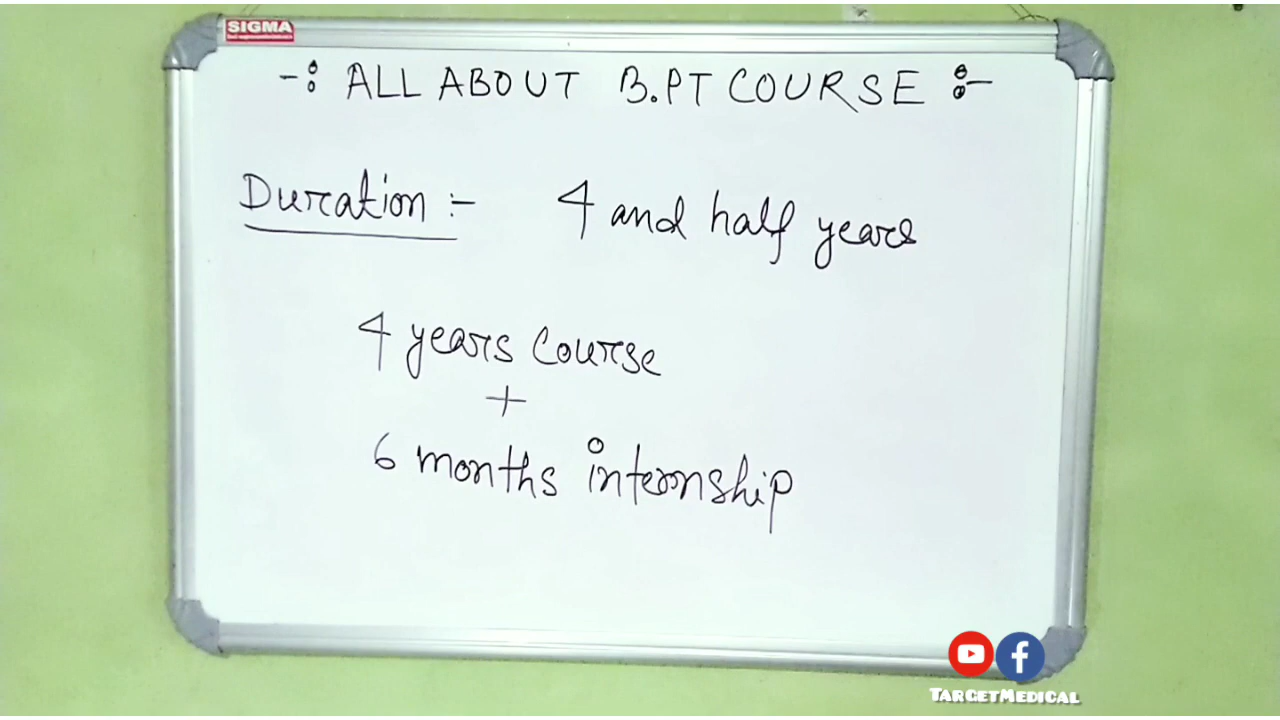 SIGMA
-: ALL ABOUT B.PT COURSE :-
Duration :- 4 and half years
4 years course
+
6 months internship
TARGETMEDICAL